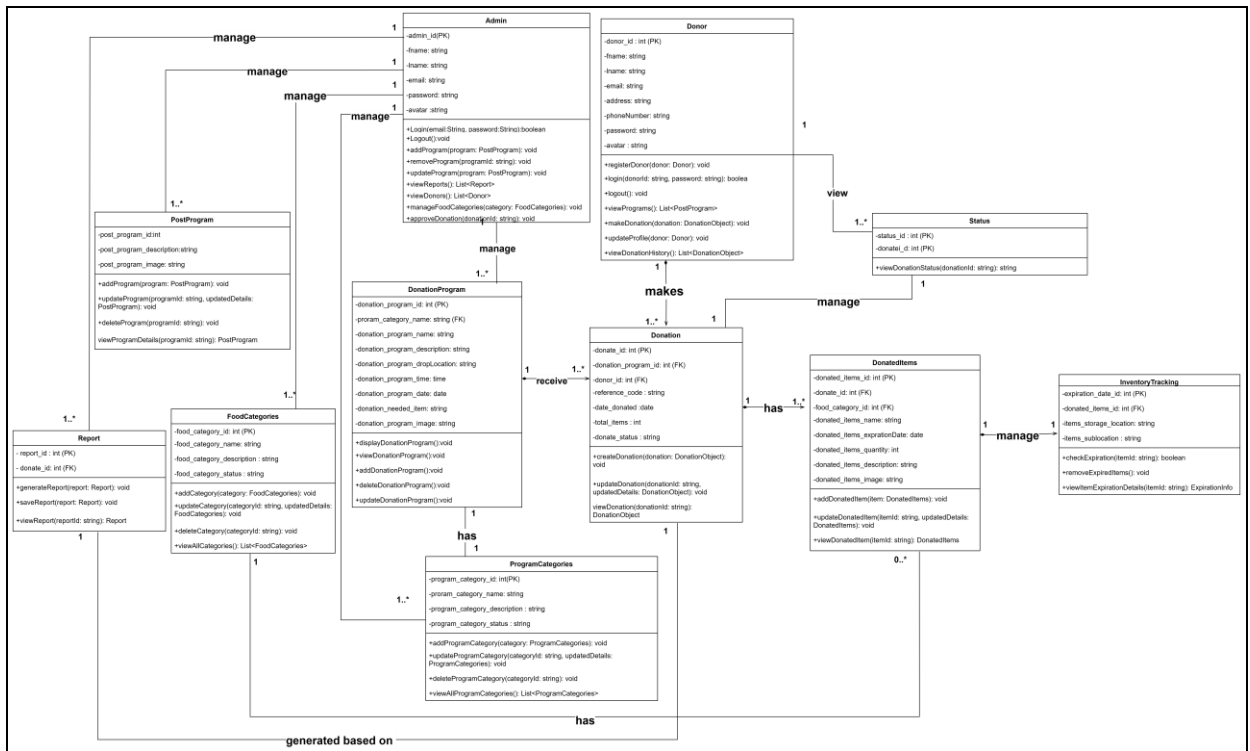 Admin
-admin_id(PK)
-fname: string
-lname: string
-email: string
-password: string
-avatar :string
+Login(email:String, password:String):boolean
+Logout():void
+addProgram(program: PostProgram): void
+removeProgram(programId: string): void
+updateProgram(program: PostProgram): void
+viewReports(): List<Report>
+viewDonors(): List<Donor>
+manageFoodCategories(category: FoodCategories): void
+approveDonation(donationId: string): void
Donor
-donor_id : int (PK)
-fname: string
-lname: string
-email: string
-address: string
-phoneNumber: string
-password: string
-avatar : string
+registerDonor(donor: Donor): void
+login(donorId: string, password: string): boolea
+logout(): void
+viewPrograms(): List<PostProgram>
+makeDonation(donation: DonationObject): void
+updateProfile(donor: Donor): void
+viewDonationHistory(): List<DonationObject>
1
manage
1
manage
1
manage
1
manage
1
1
view
1..*
1..*
PostProgram
-post_program_id:int
-post_program_description:string
-post_program_image: string
+addProgram(program: PostProgram): void
+updateProgram(programId: string, updatedDetails:
PostProgram): void
+deleteProgram(programId: string): void
viewProgramDetails(programId: string): PostProgram
Status
-status_id : int (PK)
-donatei_d: int (PK)
+viewDonationStatus(donationId: string): string
1
manage
1..*
1
makes
1..*
1
manage
1
DonationProgram
-donation_program_id: int (PK)
-proram_category_name: string (FK)
-donation_program_name: string
-donation_program_description: string
-donation_program_dropLocation: string
-donation_program_time: time
-donation_program_date: date
-donation_needed_item: string
-donation_program_image: string
+displayDonationProgram():void
+viewDonationProgram():void
+addDonationProgram():void
+deleteDonationProgram():void
+updateDonationProgram():void
1
receive
1..*
Donation
-donate_id: int (PK)
-donation_program_id: int (FK)
-donor_id: int (FK)
-reference_code : string
-date_donated :date
-total_items : int
-donate_status : string
+createDonation(donation: DonationObject):
void
+updateDonation(donationId: string,
updatedDetails: DonationObject): void
viewDonation(donationId: string):
DonationObject
1
has
1..*
DonatedItems
-donated_items_id: int (PK)
-donate_id: int (FK)
-food_category_id: int (FK)
-donated_items_name: string
-donated_items_exprationDate: date
-donated_items_quantity: int
-donated_items_description: string
-donated_items_image: string
+addDonatedItem(item: DonatedItems): void
+updateDonatedItem(itemId: string, updatedDetails:
DonatedItems): void
+viewDonatedItem(itemId: string): DonatedItems
1
manage
1
InventoryTracking
-expiration_date_id: int (PK)
-donated_items_id: int (FK)
-items_storage_location: string
-items_sublocation : string
+checkExpiration(itemId: string): boolean
+removeExpiredItems(): void
+viewItemExpirationDetails(itemId: string): ExpirationInfo
1..*
FoodCategories
-food_category_id: int (PK)
-food_category_name: string
-food_category_description : string
-food_category_status : string
+addCategory(category: FoodCategories): void
+updateCategory(categoryId: string, updatedDetails:
FoodCategories): void
+deleteCategory(categoryId: string): void
+viewAllCategories(): List<FoodCategories>
1..*
Report
- report_id : int (PK)
- donate_id: int (FK)
+generateReport(report: Report): void
+saveReport(report: Report): void
+viewReport(reportId: string): Report
1
1
1
has
1
1
0..*
1..*
ProgramCategories
-program_category_id: int(PK)
-proram_category_name: string
-program_category_description : string
-program_category_status : string
+addProgramCategory(category: ProgramCategories): void
+updateProgramCategory(categoryId: string, updatedDetails:
ProgramCategories): void
+deleteProgramCategory(categoryId: string): void
+viewAllProgramCategories(): List<ProgramCategories>
has
generated based on